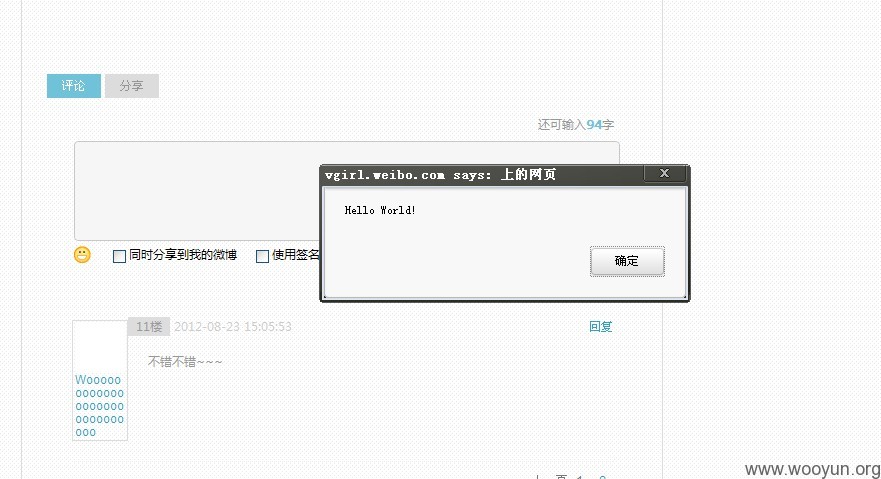 评论 分享
还可输入94字
vgirl.weibo.com says: 上的网页
Hello World!
确定
同时分享到我的微博 使用签名
11楼 2012-08-23 15:05:53 回复
不错不错~~~
Wooooo
ooooooo
ooooooo
ooooooo
ooo
www.wooyun.org